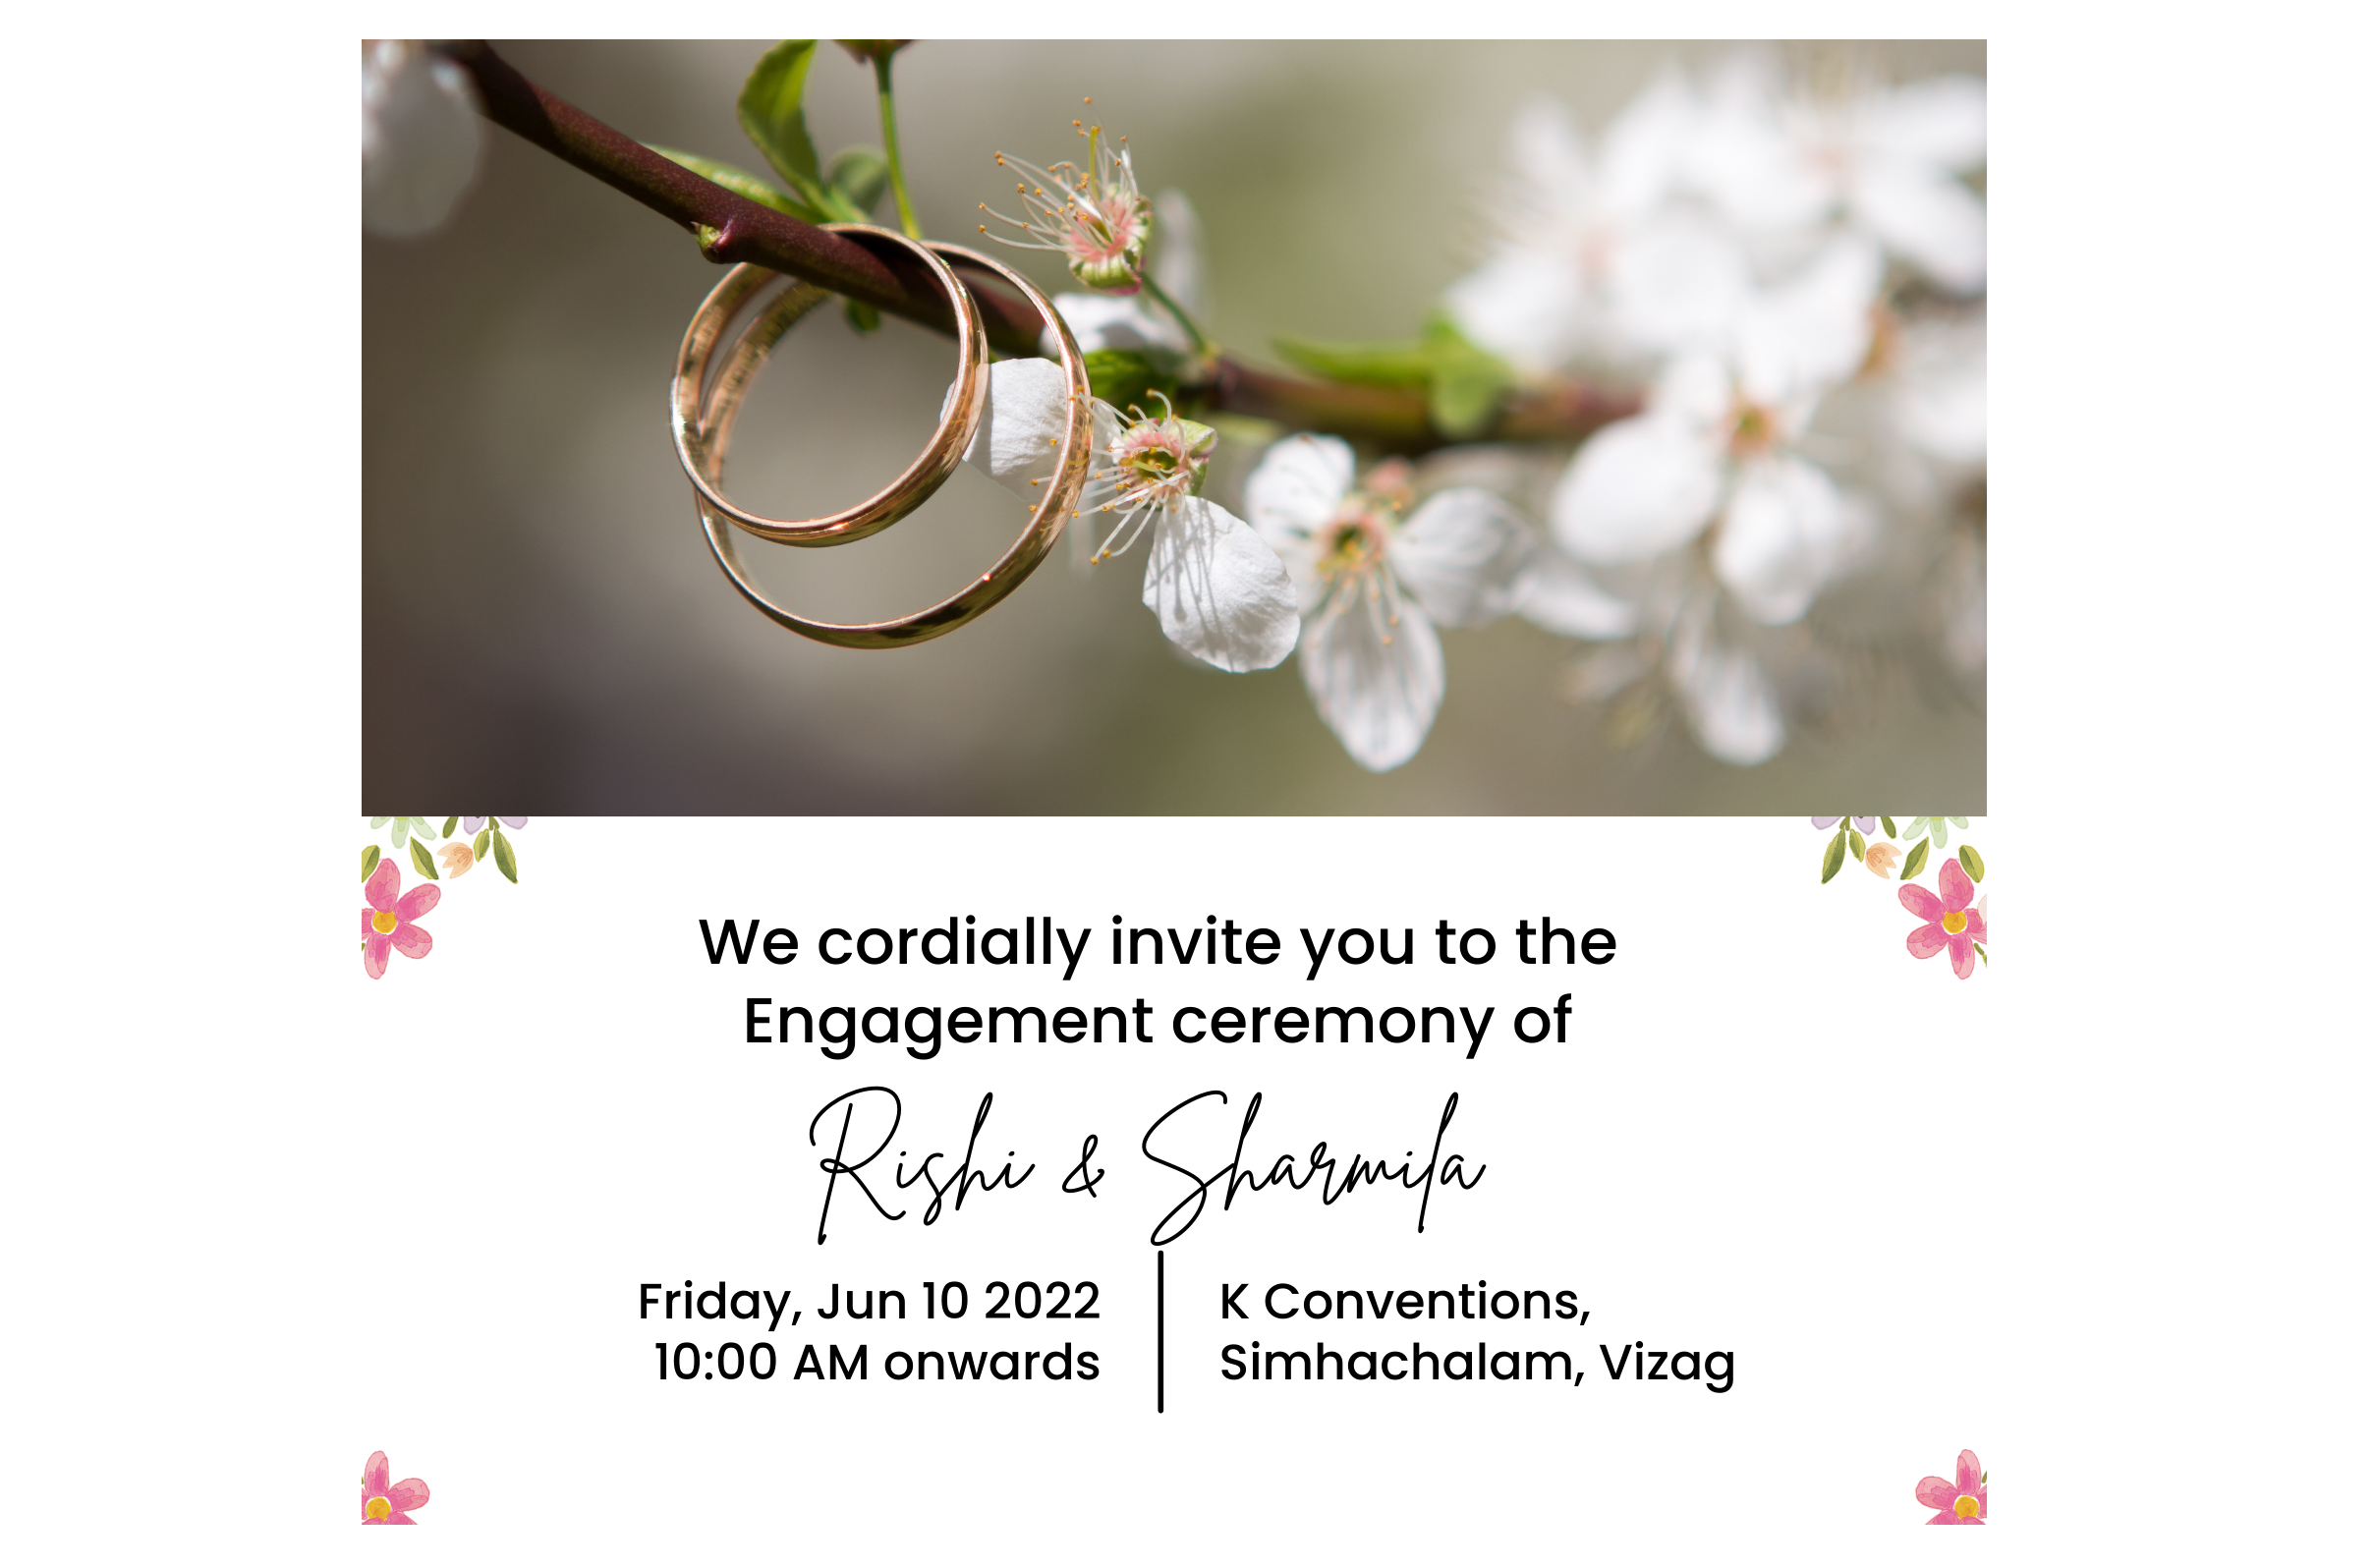 We cordially invite you to the
Engagement ceremony of
Rishi & Sharmila
Friday, Jun 10 2022
10:00 AM onwards
K Conventions,
Simhachalam, Vizag